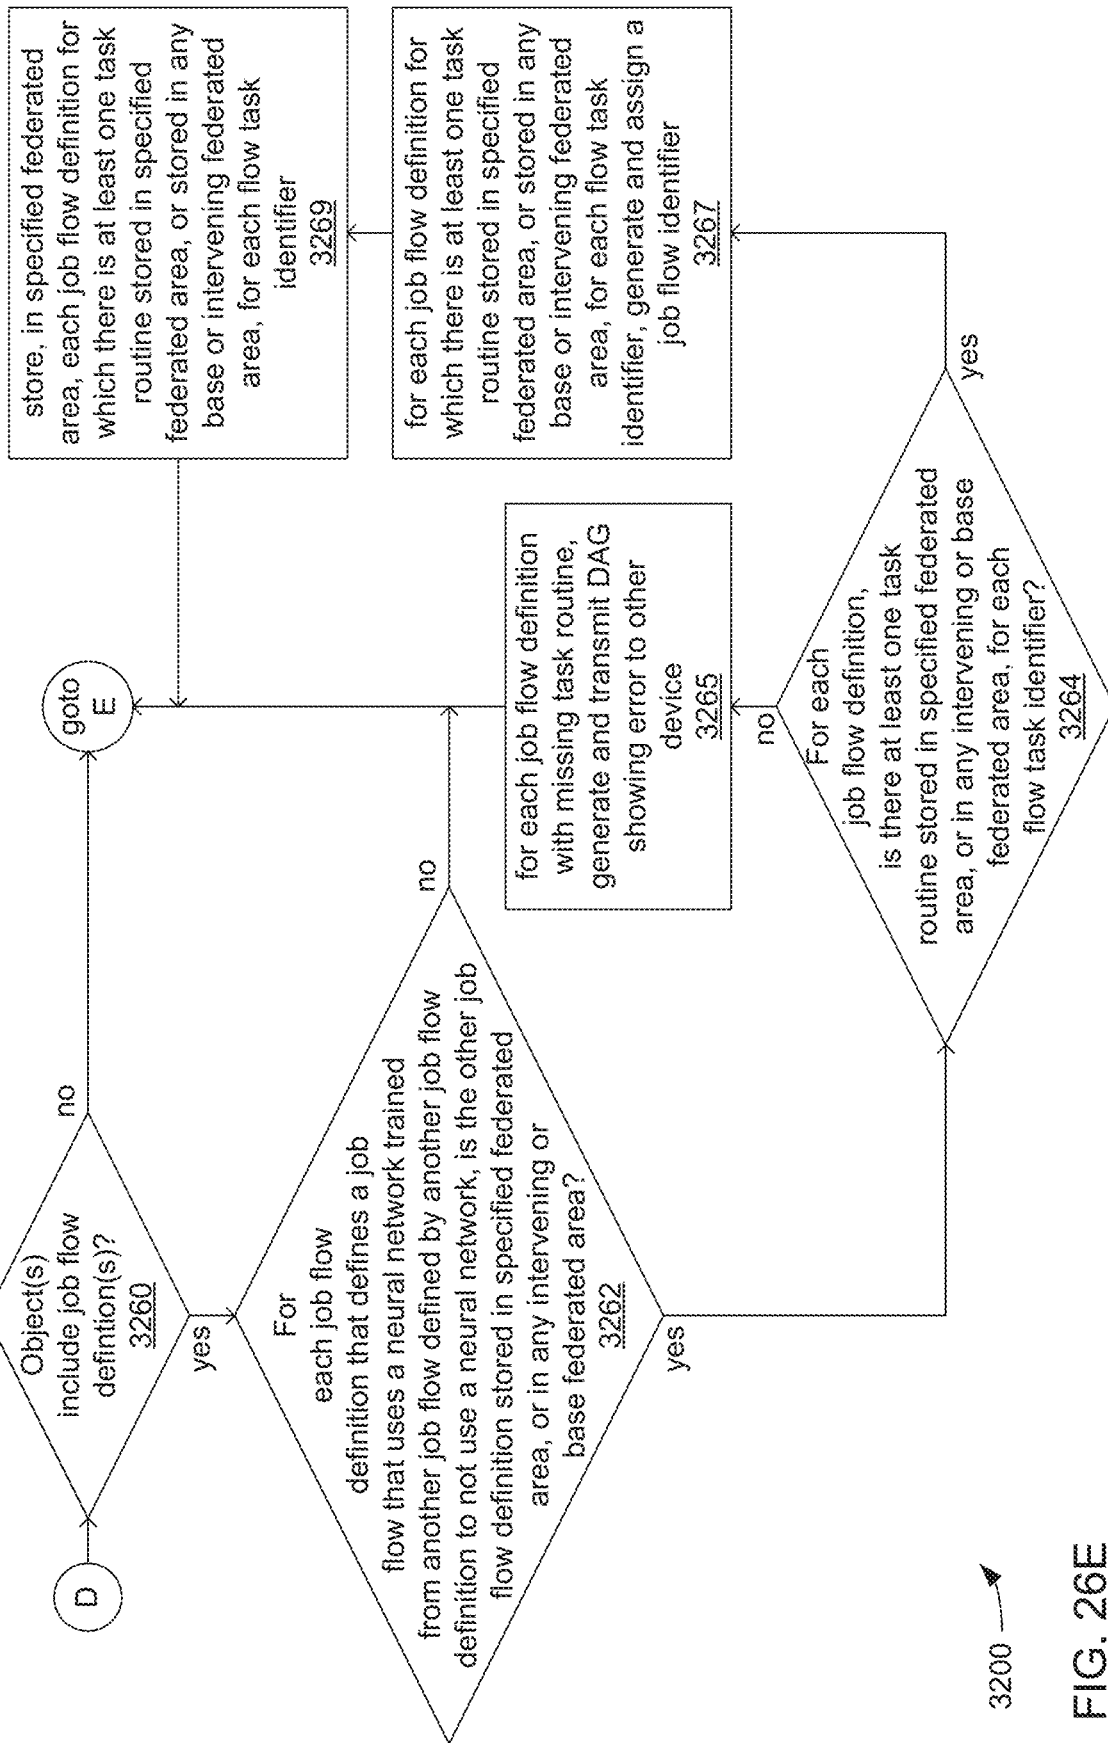 D
Object(s)
include job flow
defintion(s)?
3260
no
yes
goto
E
For
each job flow
definition that defines a job
flow that uses a neural network trained
from another job flow defined by another job flow
definition to not use a neural network, is the other job
flow definition stored in specified federated
area, or in any intervening or
base federated area?
3262
no
yes
For each
job flow definition,
is there at least one task
routine stored in specified federated
area, or in any intervening or base
federated area, for each
flow task identifier?
3264
no
yes
for each job flow definition
with missing task routine,
generate and transmit DAG
showing error to other
device
3265
for each job flow definition for
which there is at least one task
routine stored in specified
federated area, or stored in any
base or intervening federated
area, for each flow task
identifier, generate and assign a
job flow identifier
3267
store, in specified federated
area, each job flow definition for
which there is at least one task
routine stored in specified
federated area, or stored in any
base or intervening federated
area, for each flow task
identifier
3269
3200
FIG. 26E